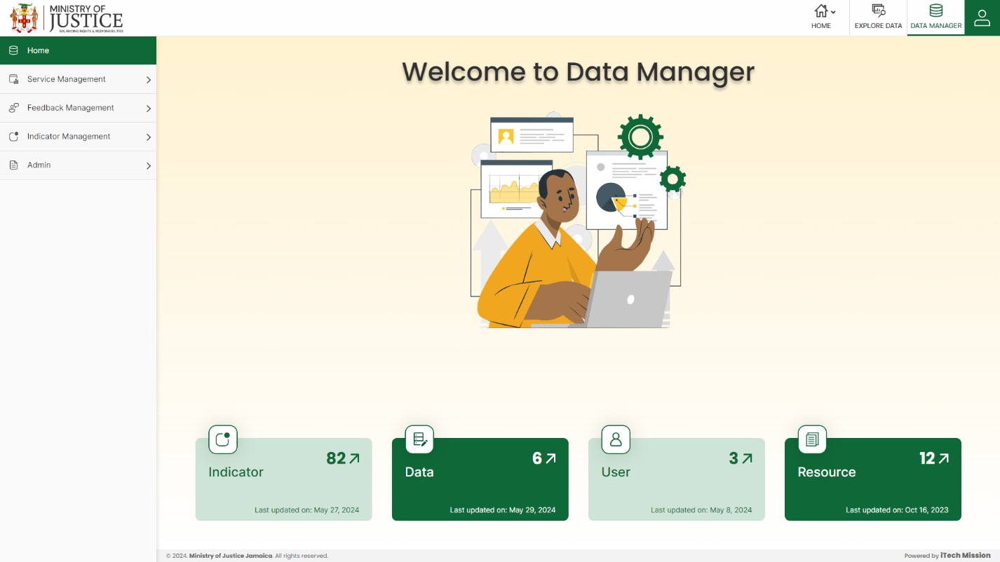 MINISTRY OF
JUSTICE
BALANCING RIGHTS & RESPONSIBILITIES
HOME
EXPLORE DATA
DATA MANAGER
Home
Service Management
Feedback Management
Indicator Management
Admin
Welcome to Data Manager
82
Indicator
Last updated on: May 27, 2024
6
Data
Last updated on: May 29, 2024
3
User
Last updated on: May 8, 2024
12
Resource
Last updated on: Oct 16, 2023
© 2024. Ministry of Justice Jamaica. All rights reserved.
Powered by iTech Mission